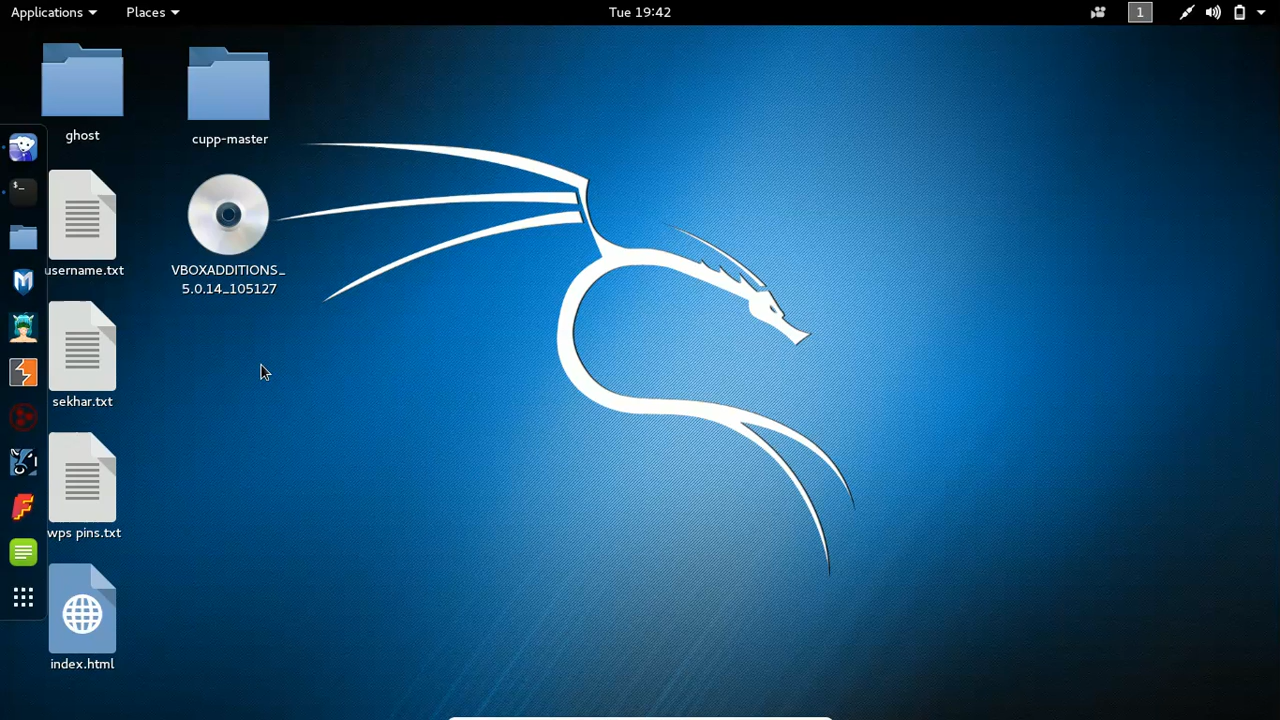 Applications Places Tue 19:42 1
ghost cupp-master
$_
username.txt VBOXADDITIONS_
5.0.14_105127
sekhar.txt
wps pins.txt
index.html